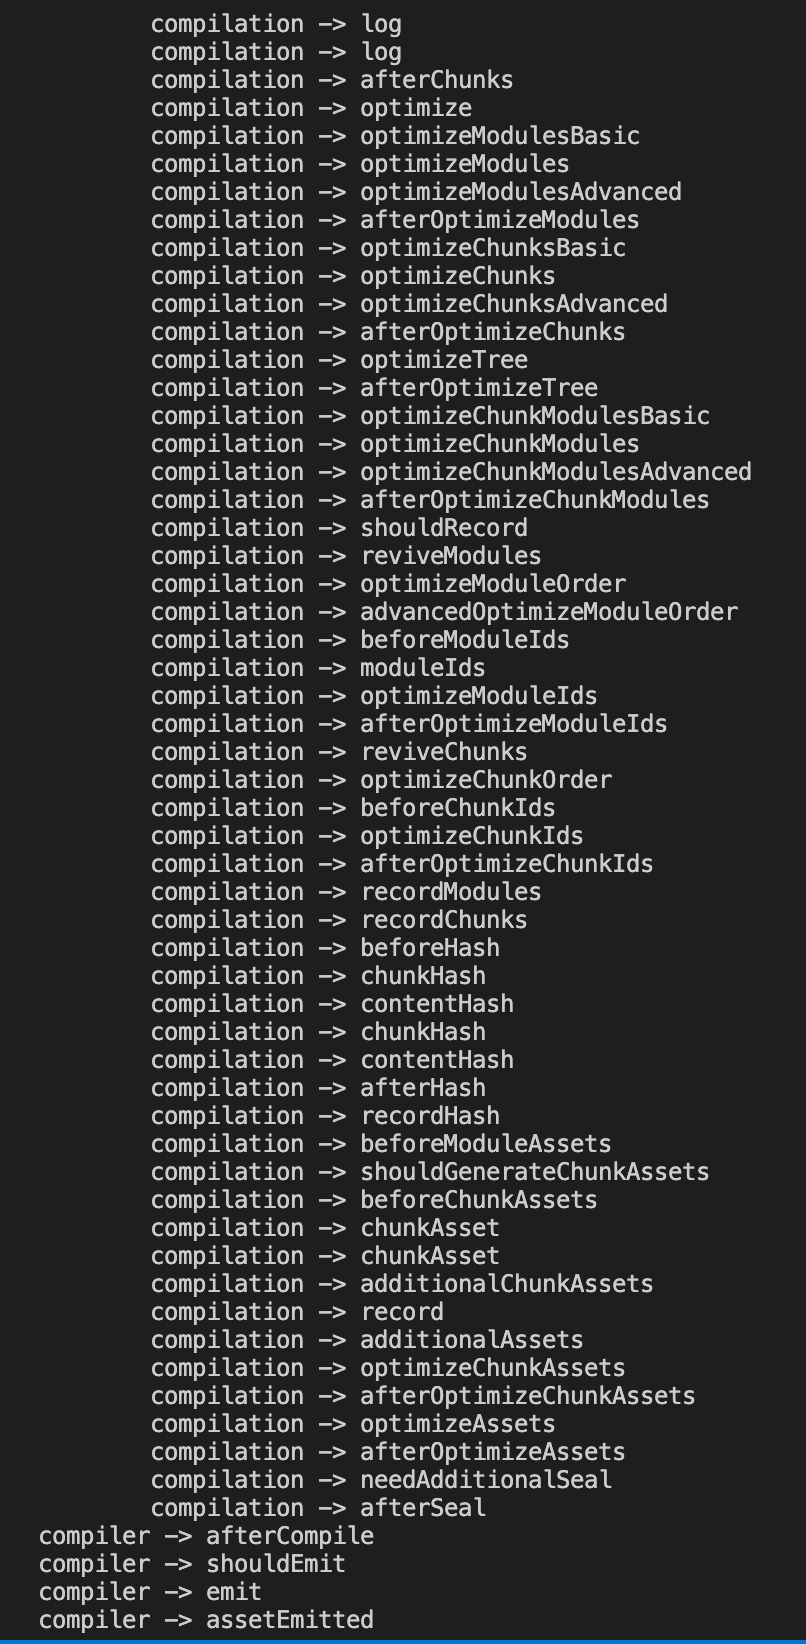 compilation -> log
compilation -> log
compilation -> afterChunks
compilation -> optimize
compilation -> optimizeModulesBasic
compilation -> optimizeModules
compilation -> optimizeModulesAdvanced
compilation -> afterOptimizeModules
compilation -> optimizeChunksBasic
compilation -> optimizeChunks
compilation -> optimizeChunksAdvanced
compilation -> afterOptimizeChunks
compilation -> optimizeTree
compilation -> afterOptimizeTree
compilation -> optimizeChunkModulesBasic
compilation -> optimizeChunkModules
compilation -> optimizeChunkModulesAdvanced
compilation -> afterOptimizeChunkModules
compilation -> shouldRecord
compilation -> reviveModules
compilation -> optimizeModuleOrder
compilation -> advancedOptimizeModuleOrder
compilation -> beforeModuleIds
compilation -> moduleIds
compilation -> optimizeModuleIds
compilation -> afterOptimizeModuleIds
compilation -> reviveChunks
compilation -> optimizeChunkOrder
compilation -> beforeChunkIds
compilation -> optimizeChunkIds
compilation -> afterOptimizeChunkIds
compilation -> recordModules
compilation -> recordChunks
compilation -> beforeHash
compilation -> chunkHash
compilation -> contentHash
compilation -> chunkHash
compilation -> contentHash
compilation -> afterHash
compilation -> recordHash
compilation -> beforeModuleAssets
compilation -> shouldGenerateChunkAssets
compilation -> beforeChunkAssets
compilation -> chunkAsset
compilation -> chunkAsset
compilation -> additionalChunkAssets
compilation -> record
compilation -> additionalAssets
compilation -> optimizeChunkAssets
compilation -> afterOptimizeChunkAssets
compilation -> optimizeAssets
compilation -> afterOptimizeAssets
compilation -> needAdditionalSeal
compilation -> afterSeal
compiler -> afterCompile
compiler -> shouldEmit
compiler -> emit
compiler -> assetEmitted